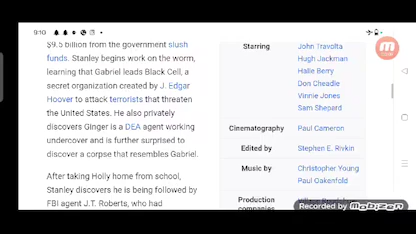 9:10
$9.5 billion from the government slush
funds. Stanley begins work on the worm,
learning that Gabriel leads Black Cell, a
secret organization created by J. Edgar
Hoover to attack terrorists that threaten
the United States. He also privately
discovers Ginger is a DEA agent working
undercover and is further surprised to
discover a corpse that resembles Gabriel.
After taking Holly home from school,
Stanley discovers he is being followed by
FBI agent J.T. Roberts, who had
Starring
John Travolta
Hugh Jackman
Halle Berry
Don Cheadle
Vinnie Jones
Sam Shepard
Cinematography
Paul Cameron
Edited by
Stephen E. Rivkin
Music by
Christopher Young
Paul Oakenfold
Production
companies
Recorded by
Mobizen